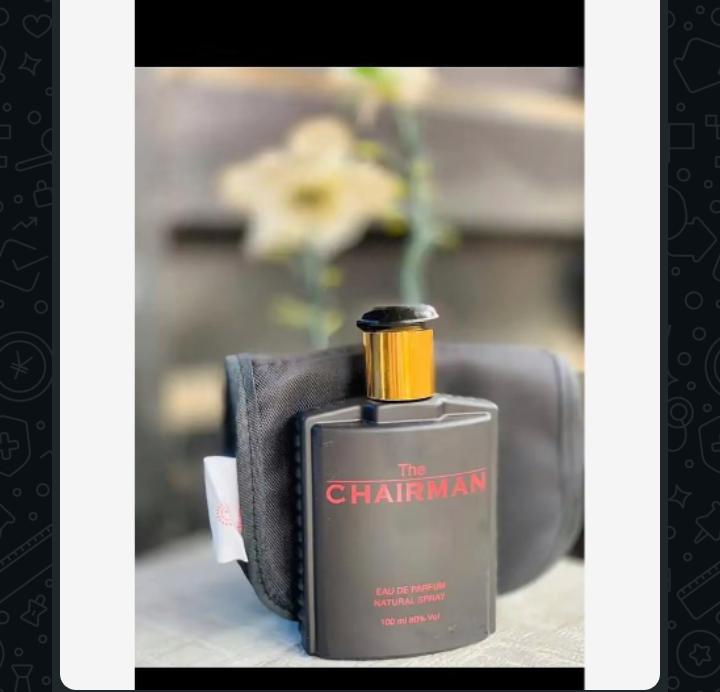 The
CHAIRMAN
EAU DE PARFUM
NATURAL SPRAY
100 ml 80% Vol